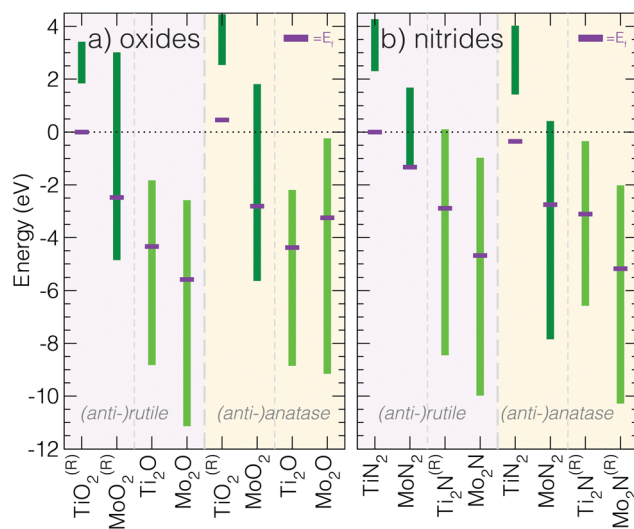 a) oxides
=E_f
b) nitrides
=E_f
4
2
0
-2
-4
-6
-8
-10
-12
Energy (eV)
(anti-)rutile
(anti-)anatase
(anti-)rutile
(anti-)anatase
TiO₂⁽ᴿ⁾
MoO₂⁽ᴿ⁾
Ti₂O
Mo₂O
TiO₂⁽ᴿ⁾
MoO₂
Ti₂O
Mo₂O
TiN₂
MoN₂
Ti₂N⁽ᴿ⁾
Mo₂N
TiN₂
MoN₂
Ti₂N⁽ᴿ⁾
Mo₂N⁽ᴿ⁾